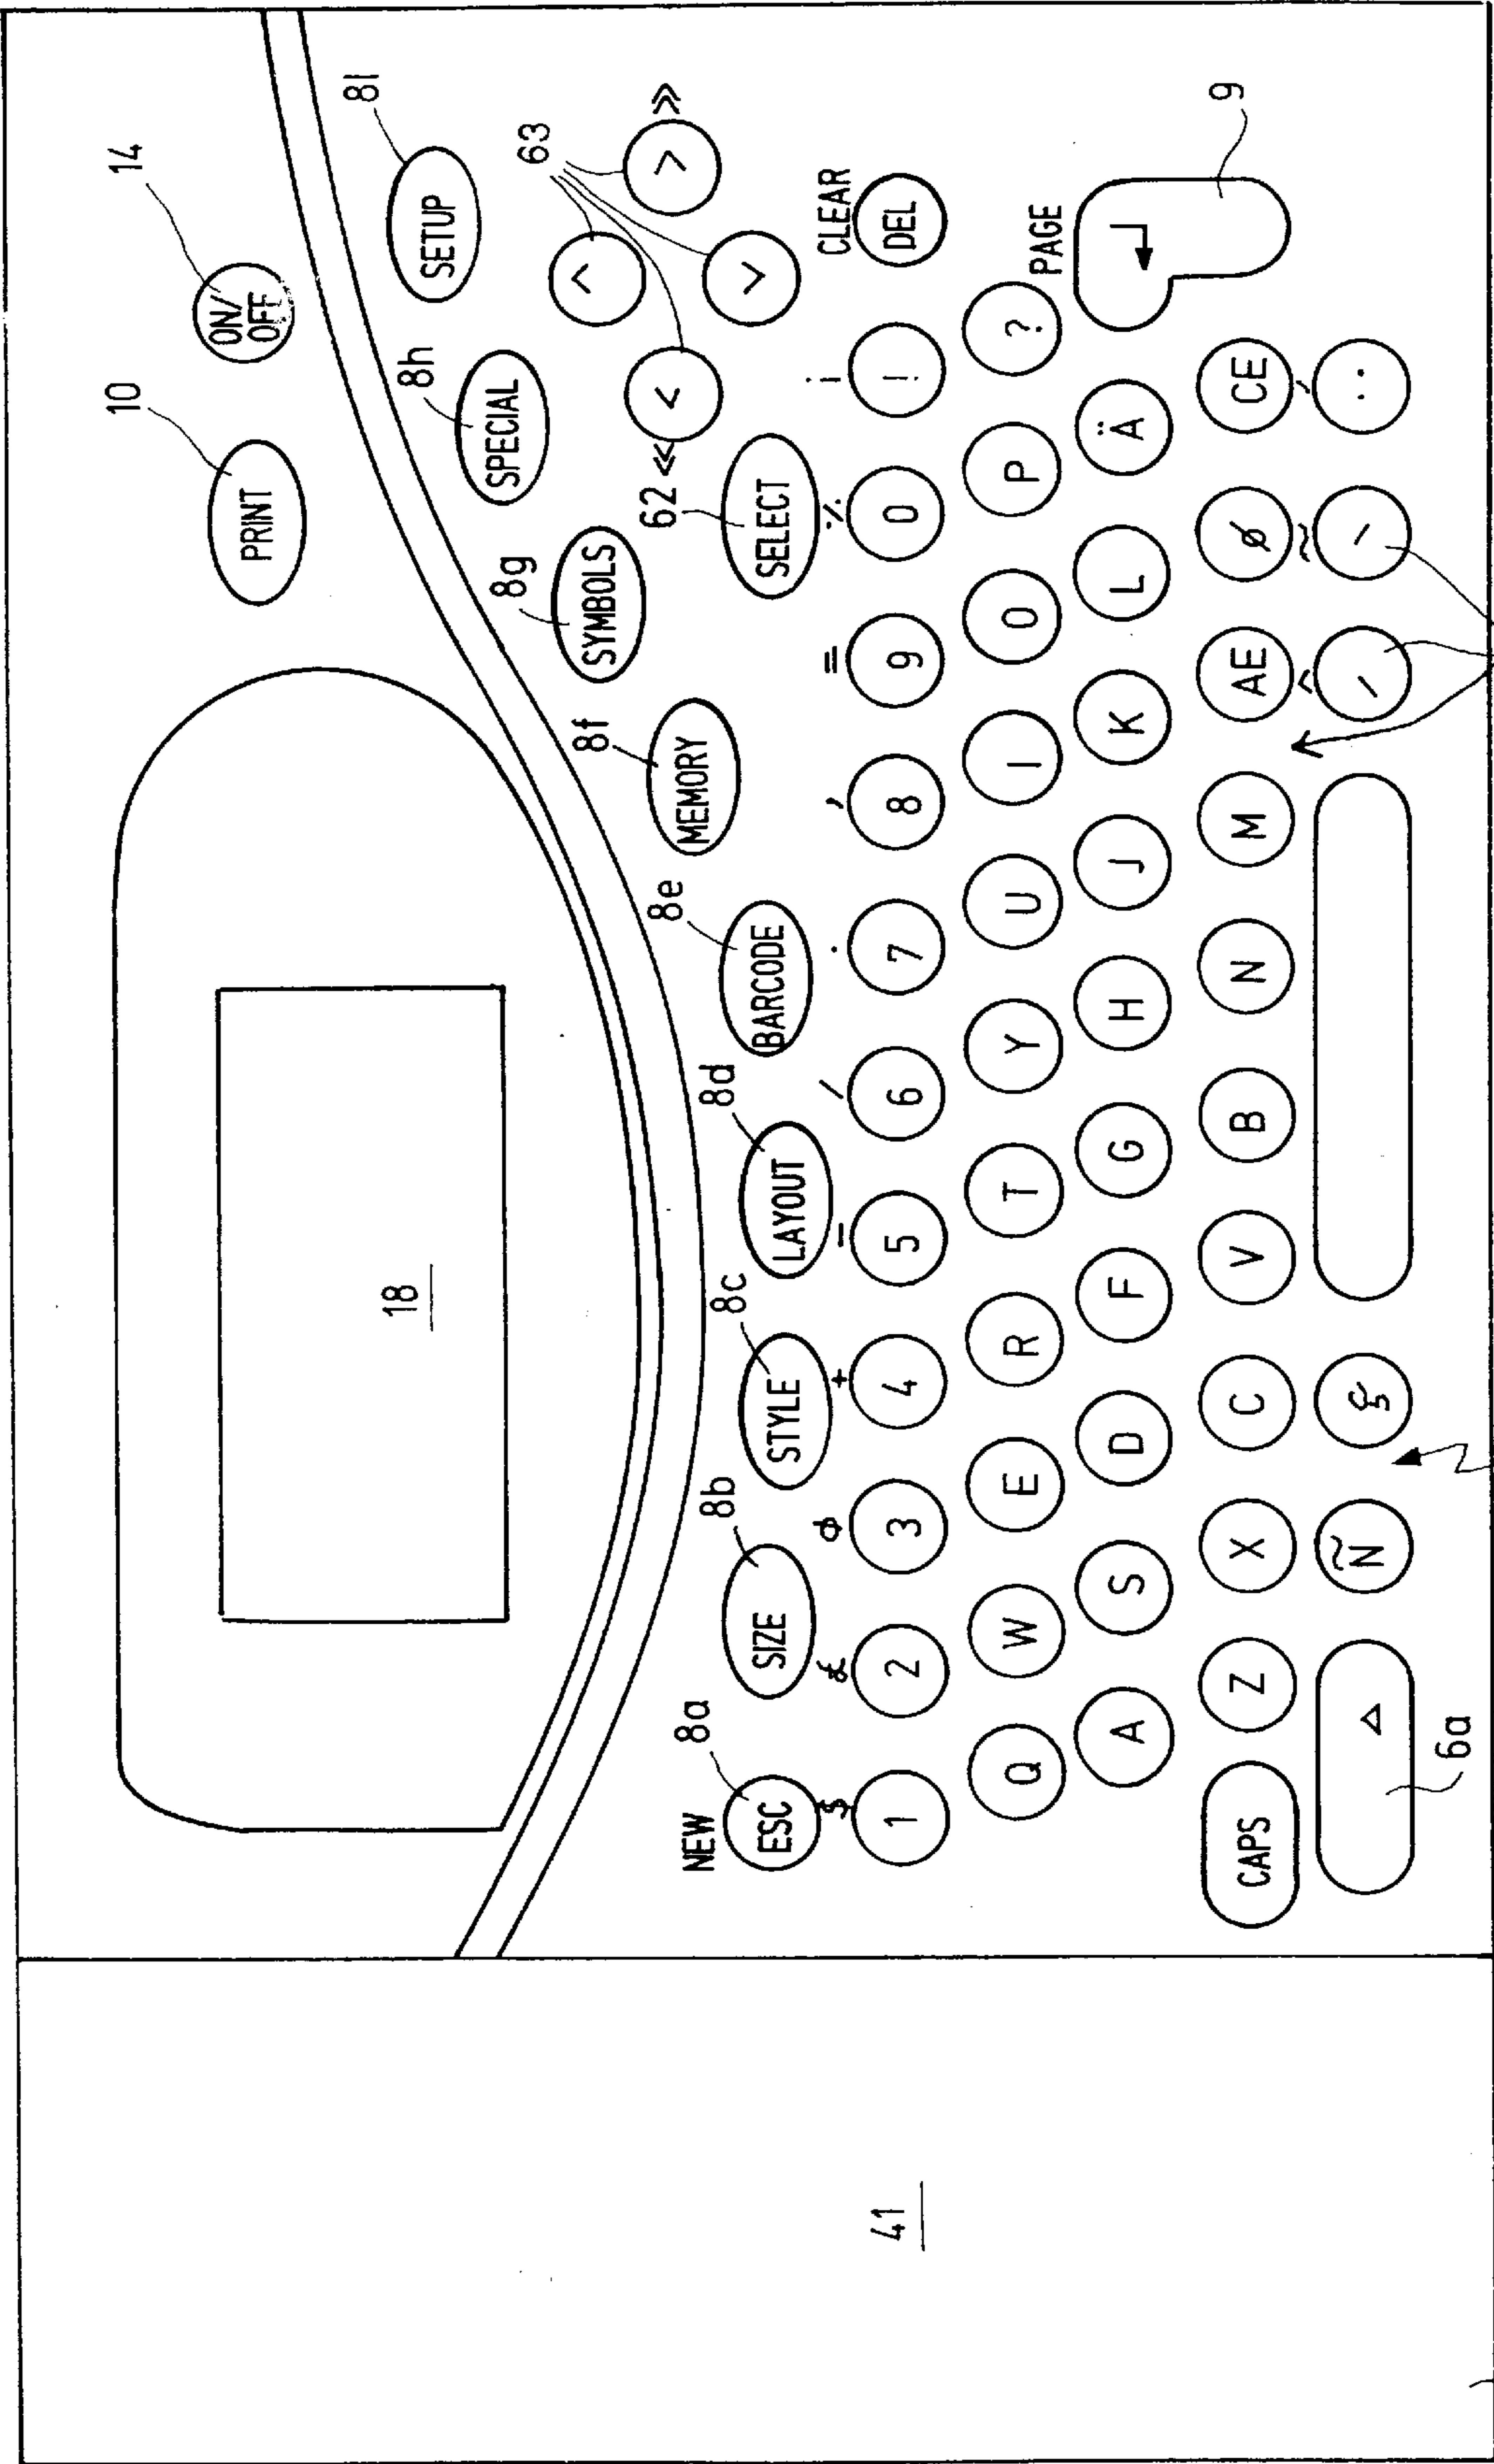 14
10
ON/
OFF
PRINT
8i
SETUP
8h
SPECIAL
63
8g
SYMBOLS
^
< >
« »
v
62
SELECT
8f
MEMORY
8e
BARCODE
8d
LAYOUT
8c
STYLE
8b
SIZE
8a
NEW
ESC
18
CLEAR
DEL
$ £ + – / . , = ÷ ¡
1 2 3 4 5 6 7 8 9 0 !
Q W E R T Y U I O P ?
PAGE
A S D F G H J K L Ä
↵
9
CAPS Z X C V B N M AE Ø CE
^ ~ ,
△ Ñ & ´ ` ¨
6a
41